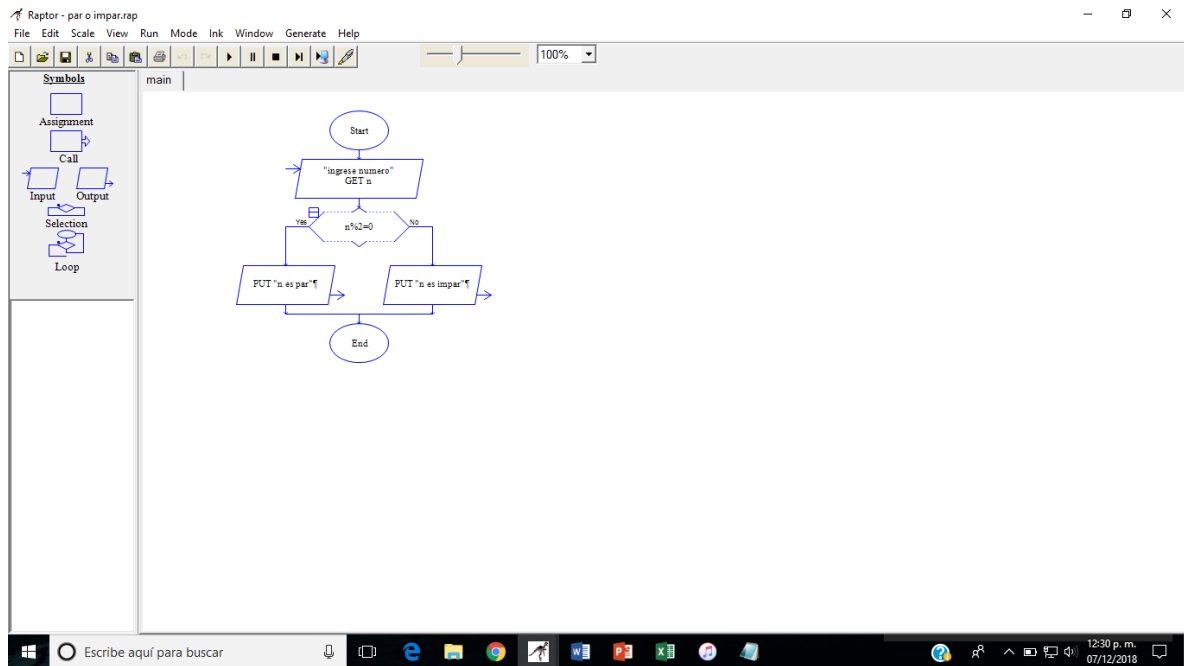 Raptor - par o impar.rap
File Edit Scale View Run Mode Ink Window Generate Help
100%
Symbols
Assignment
Call
Input Output
Selection
Loop
main
Start
"ingrese numero"
GET n
Yes
n%2=0
No
PUT "n es par"¶
PUT "n es impar"¶
End
Escribe aquí para buscar
12:30 p. m.
07/12/2018